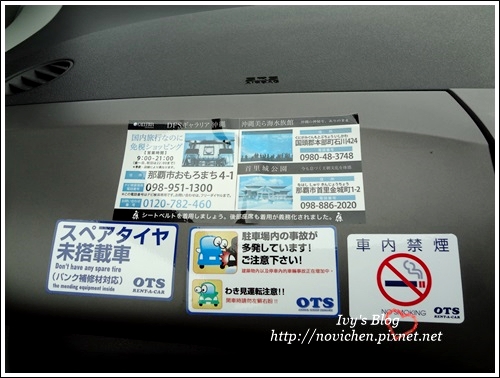 DFSギャラリア沖縄
国内旅行なのに
免税ショッピング
9:00-21:00
那覇市おもろまち4-1
098-951-1300
0120-782-460
沖縄美ら海水族館
国頭郡本部町石川424
0980-48-3748
首里城公園
那覇市首里金城町1-2
098-886-2020
シートベルトを着用しましょう。後部座席も着用が義務化されました。
スペアタイヤ
未搭載車
Don't have any spare tire
(パンク補修材対応)
the mending equipment inside
OTS
RENT-A-CAR
駐車場内の事故が
多発しています!
ご注意下さい!
わき見運転注意!!
OTS
車内禁煙
NO SMOKING
OTS
RENT-A-CAR
Ivy's Blog
http://novichen.pixnet.net